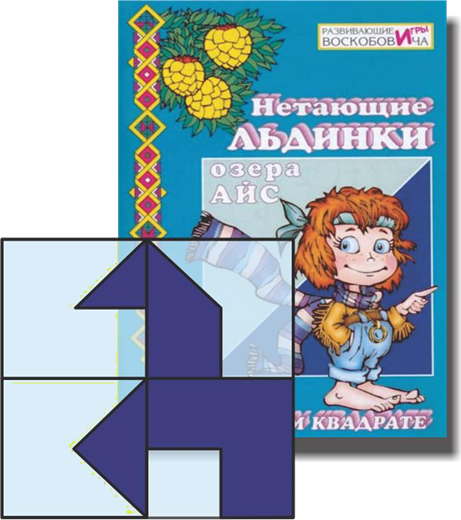 РАЗВИВАЮЩИЕ ИГРЫ
ВОСКОБОВИЧА
Нетающие
ЛЬДИНКИ
озера
АЙС
И КВАДРАТЕ